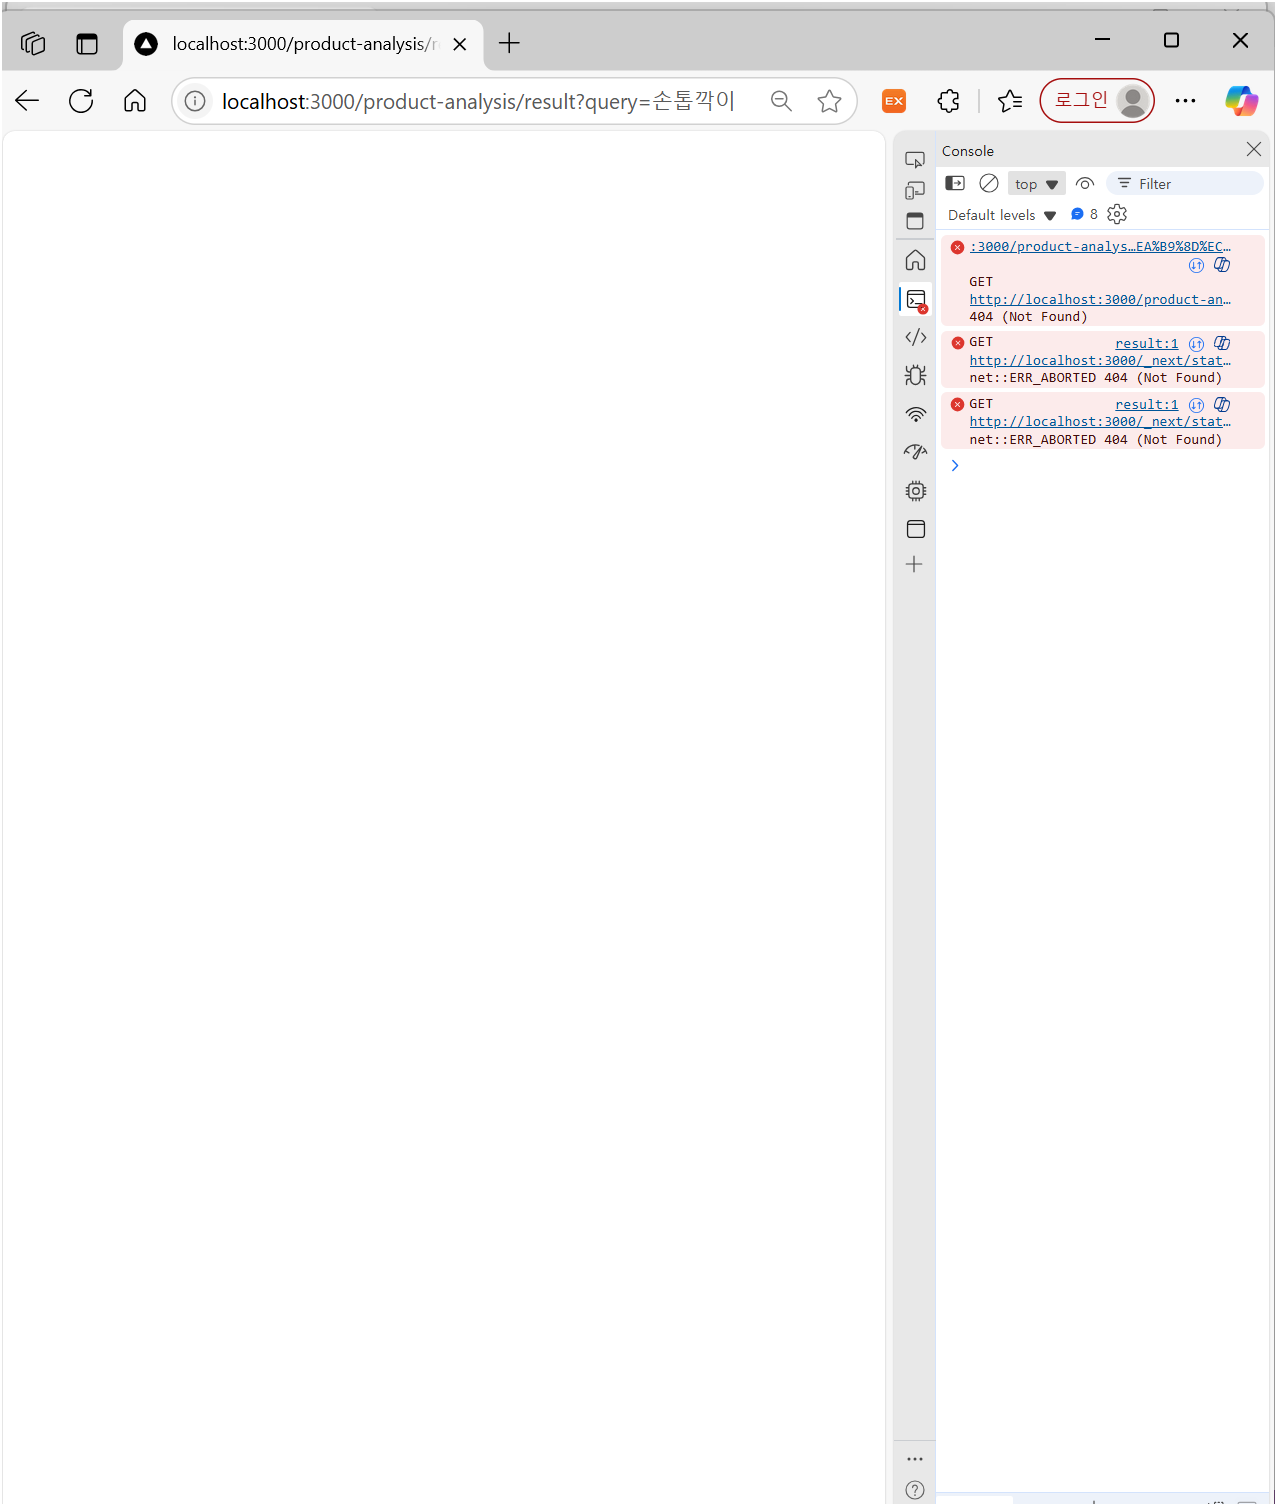 localhost:3000/product-analysis/r
localhost:3000/product-analysis/result?query=손톱깍이
EX
로그인
Console
top
Filter
Default levels
8
:3000/product-analys…EA%B9%8D%EC…
GET
http://localhost:3000/product-an…
404 (Not Found)
GET result:1
http://localhost:3000/_next/stat…
net::ERR_ABORTED 404 (Not Found)
GET result:1
http://localhost:3000/_next/stat…
net::ERR_ABORTED 404 (Not Found)